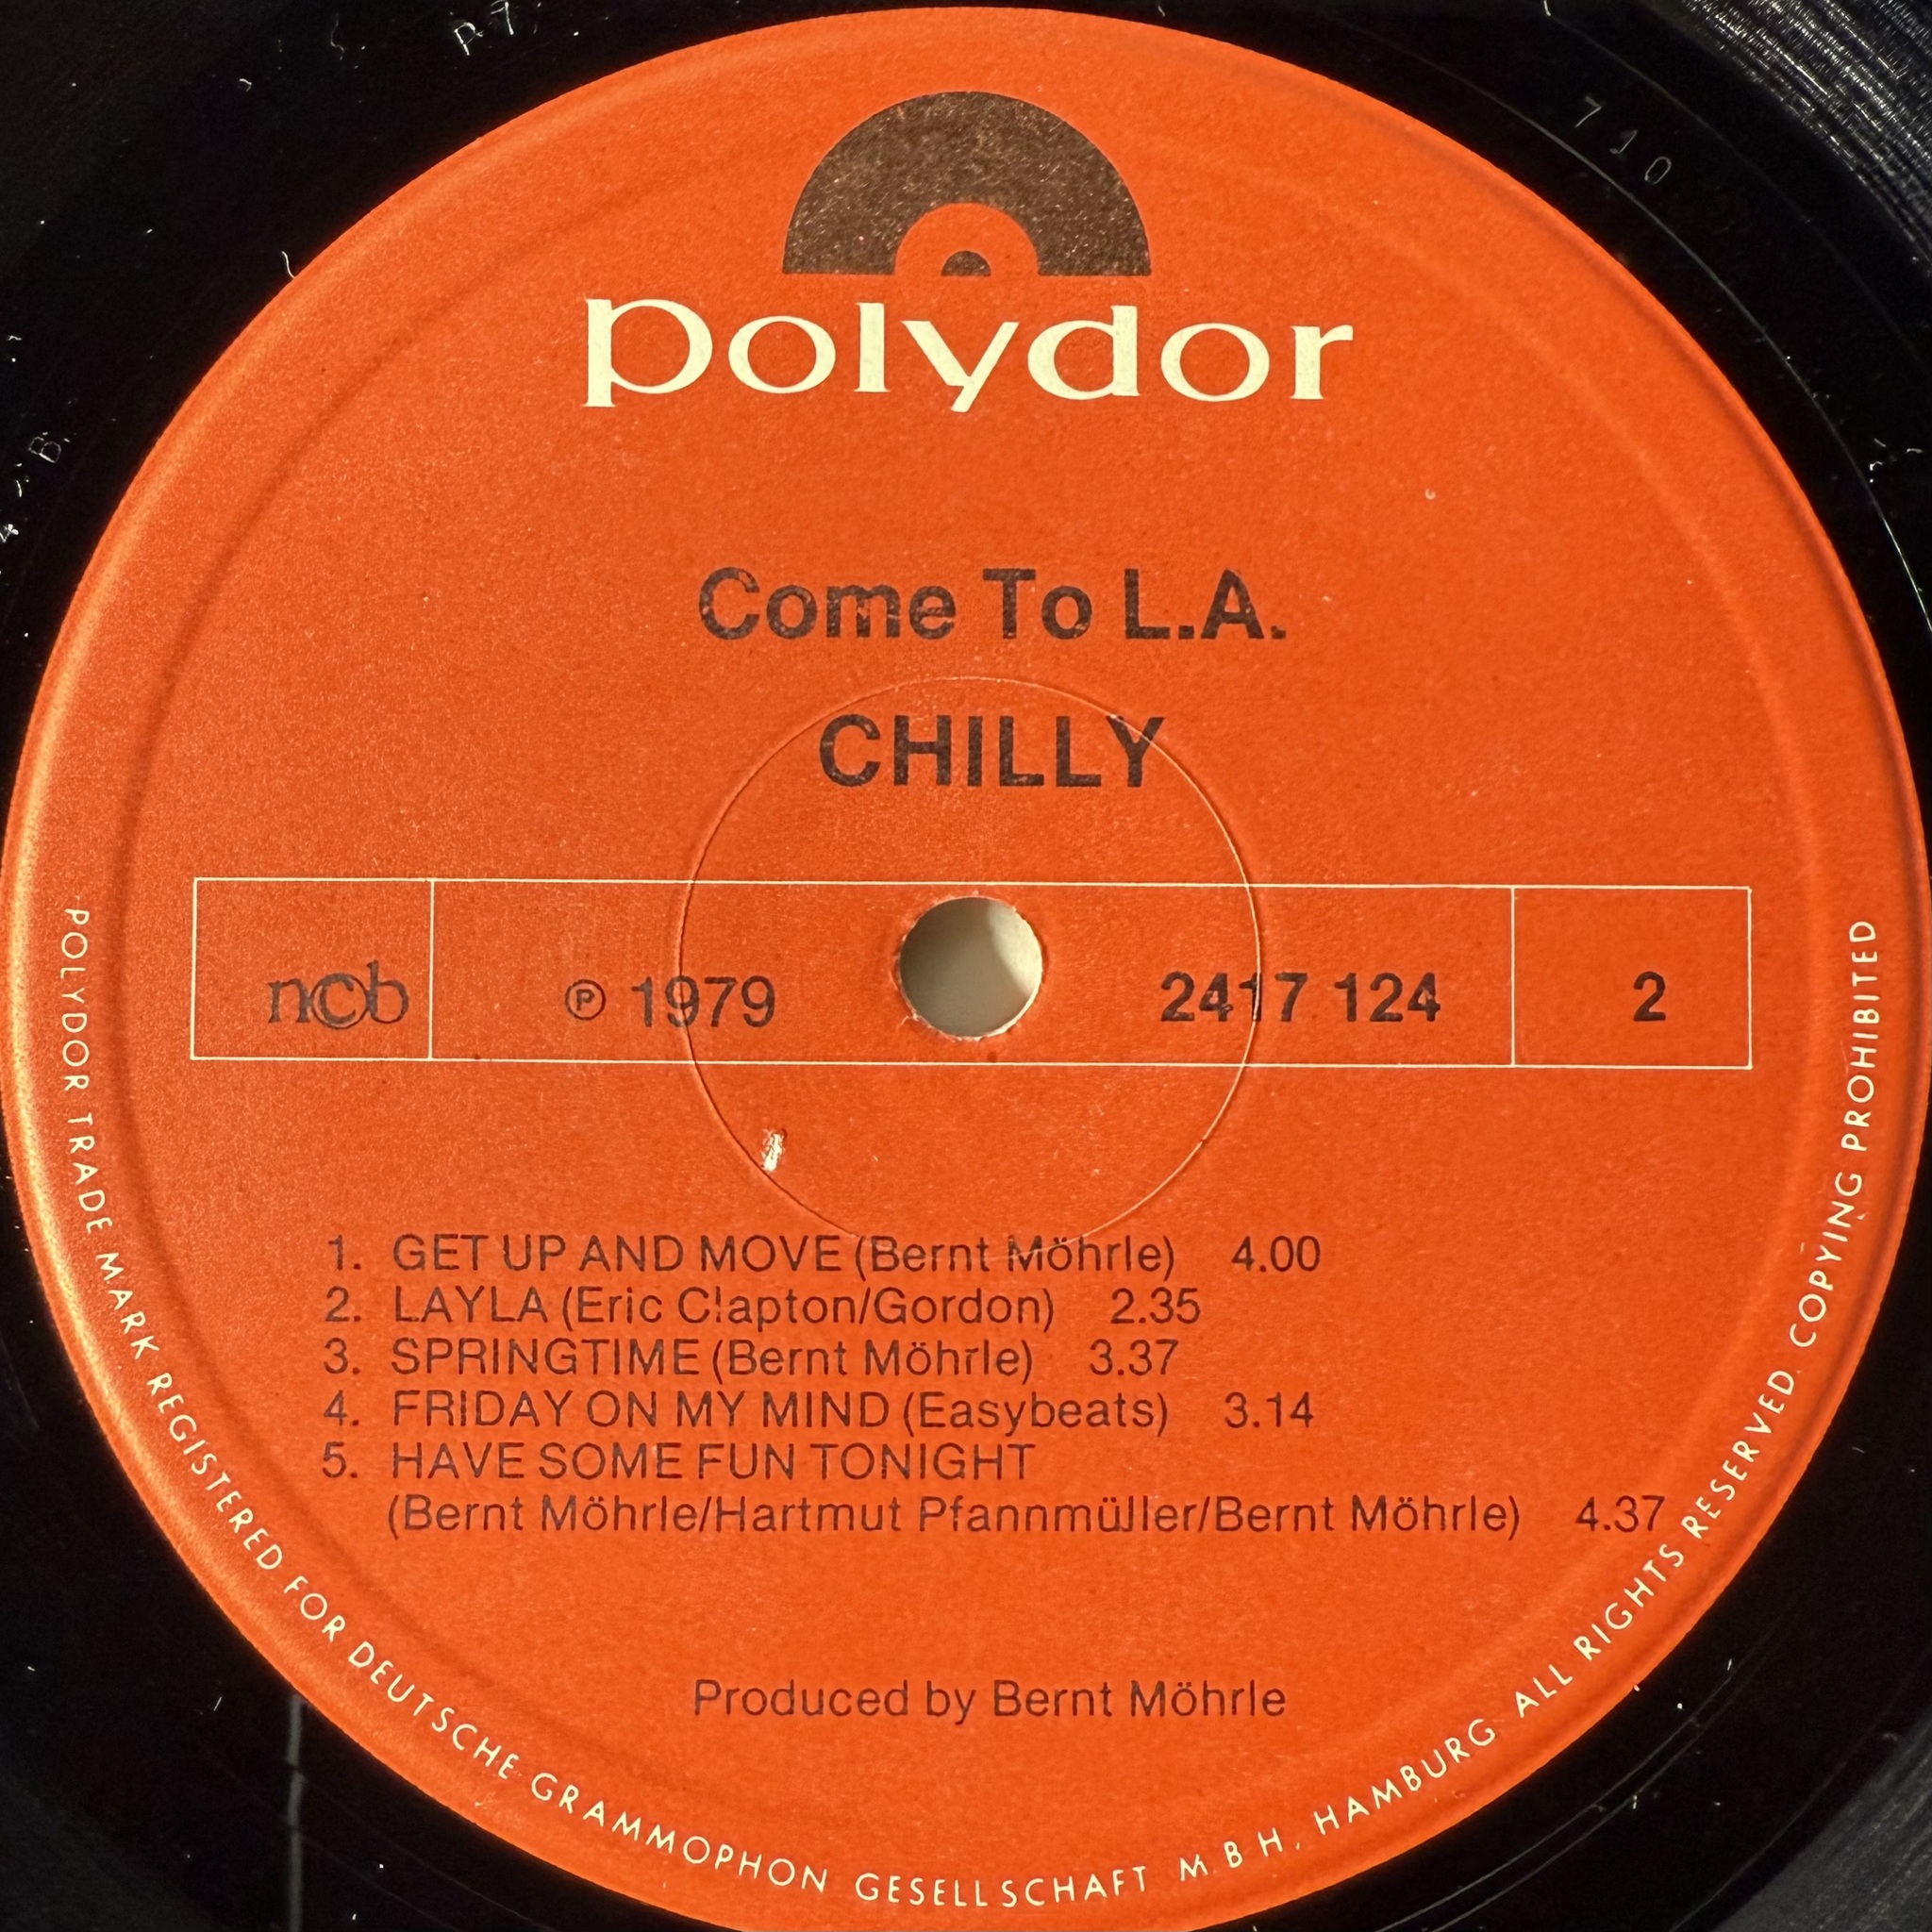 polydor
Come To L.A.
CHILLY
ncb
℗ 1979
2417 124
2
1. GET UP AND MOVE (Bernt Möhrle) 4.00
2. LAYLA (Eric Clapton/Gordon) 2.35
3. SPRINGTIME (Bernt Möhrle) 3.37
4. FRIDAY ON MY MIND (Easybeats) 3.14
5. HAVE SOME FUN TONIGHT
(Bernt Möhrle/Hartmut Pfannmüller/Bernt Möhrle) 4.37
Produced by Bernt Möhrle
POLYDOR TRADE MARK REGISTERED FOR DEUTSCHE GRAMMOPHON GESELLSCHAFT M.B.H, HAMBURG ALL RIGHTS RESERVED. COPYING PROHIBITED
710